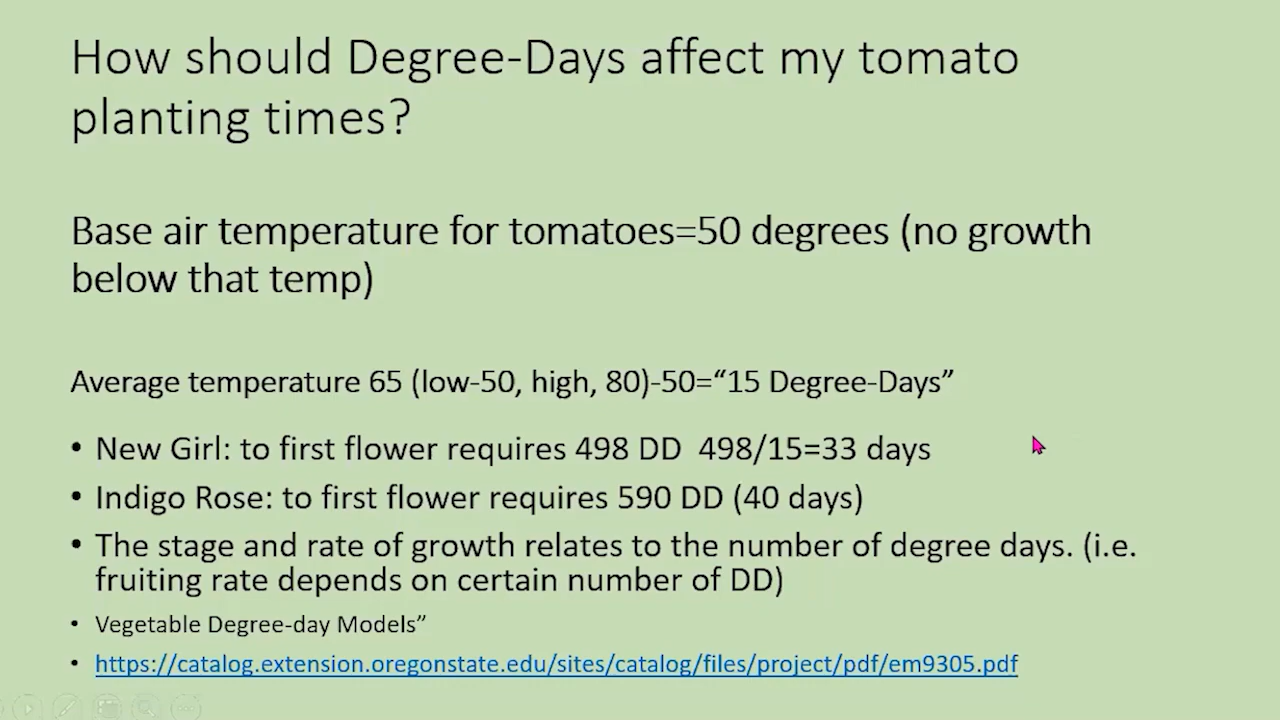 How should Degree-Days affect my tomato
planting times?
Base air temperature for tomatoes=50 degrees (no growth
below that temp)
Average temperature 65 (low-50, high, 80)-50=“15 Degree-Days”
• New Girl: to first flower requires 498 DD  498/15=33 days
• Indigo Rose: to first flower requires 590 DD (40 days)
• The stage and rate of growth relates to the number of degree days. (i.e.
fruiting rate depends on certain number of DD)
• Vegetable Degree-day Models”
• https://catalog.extension.oregonstate.edu/sites/catalog/files/project/pdf/em9305.pdf